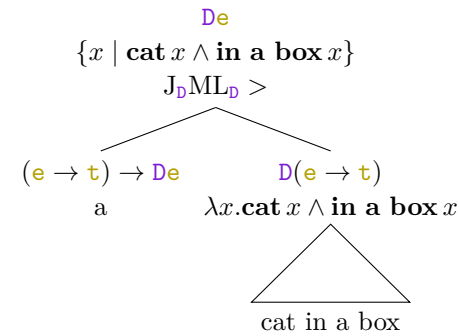 De
{x | cat x ∧ in a box x}
J_D ML_D >
(e → t) → De
D(e → t)
a
λx.cat x ∧ in a box x
cat in a box